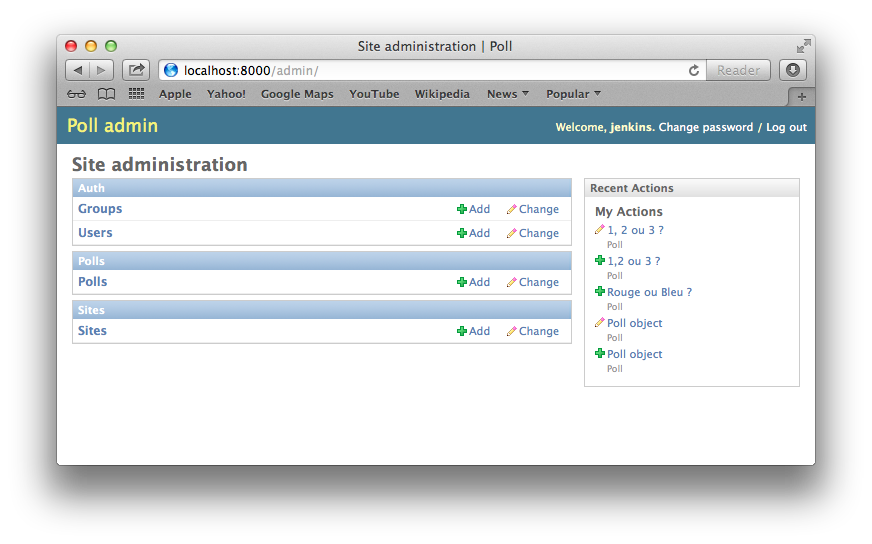 Site administration | Poll
localhost:8000/admin/
Reader
Apple Yahoo! Google Maps YouTube Wikipedia News Popular
Poll admin
Welcome, jenkins. Change password / Log out
Site administration
Auth
Groups Add Change
Users Add Change
Polls
Polls Add Change
Sites
Sites Add Change
Recent Actions
My Actions
1, 2 ou 3 ?
Poll
1,2 ou 3 ?
Poll
Rouge ou Bleu ?
Poll
Poll object
Poll
Poll object
Poll